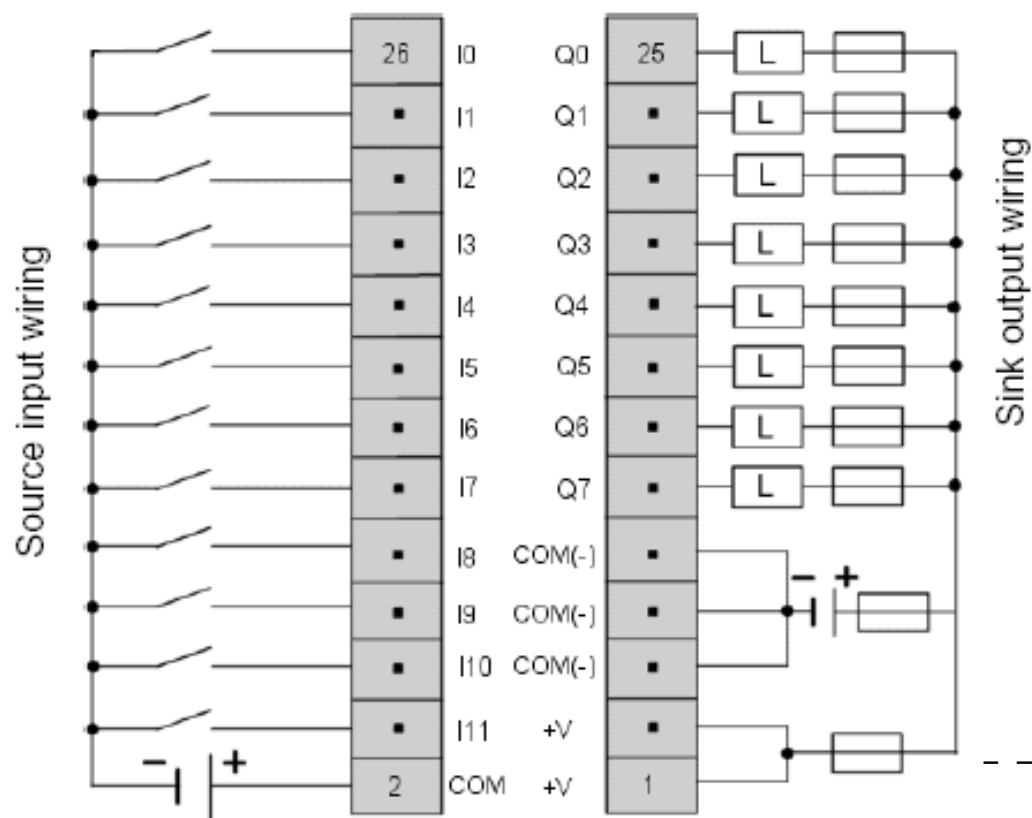 Source input wiring
26 I0 Q0 25 L
I1 Q1 L
I2 Q2 L
I3 Q3 L
I4 Q4 L
I5 Q5 L
I6 Q6 L
I7 Q7 L
I8 COM(-)
I9 COM(-) - +
I10 COM(-)
I11 +V
- + 2 COM +V 1
Sink output wiring